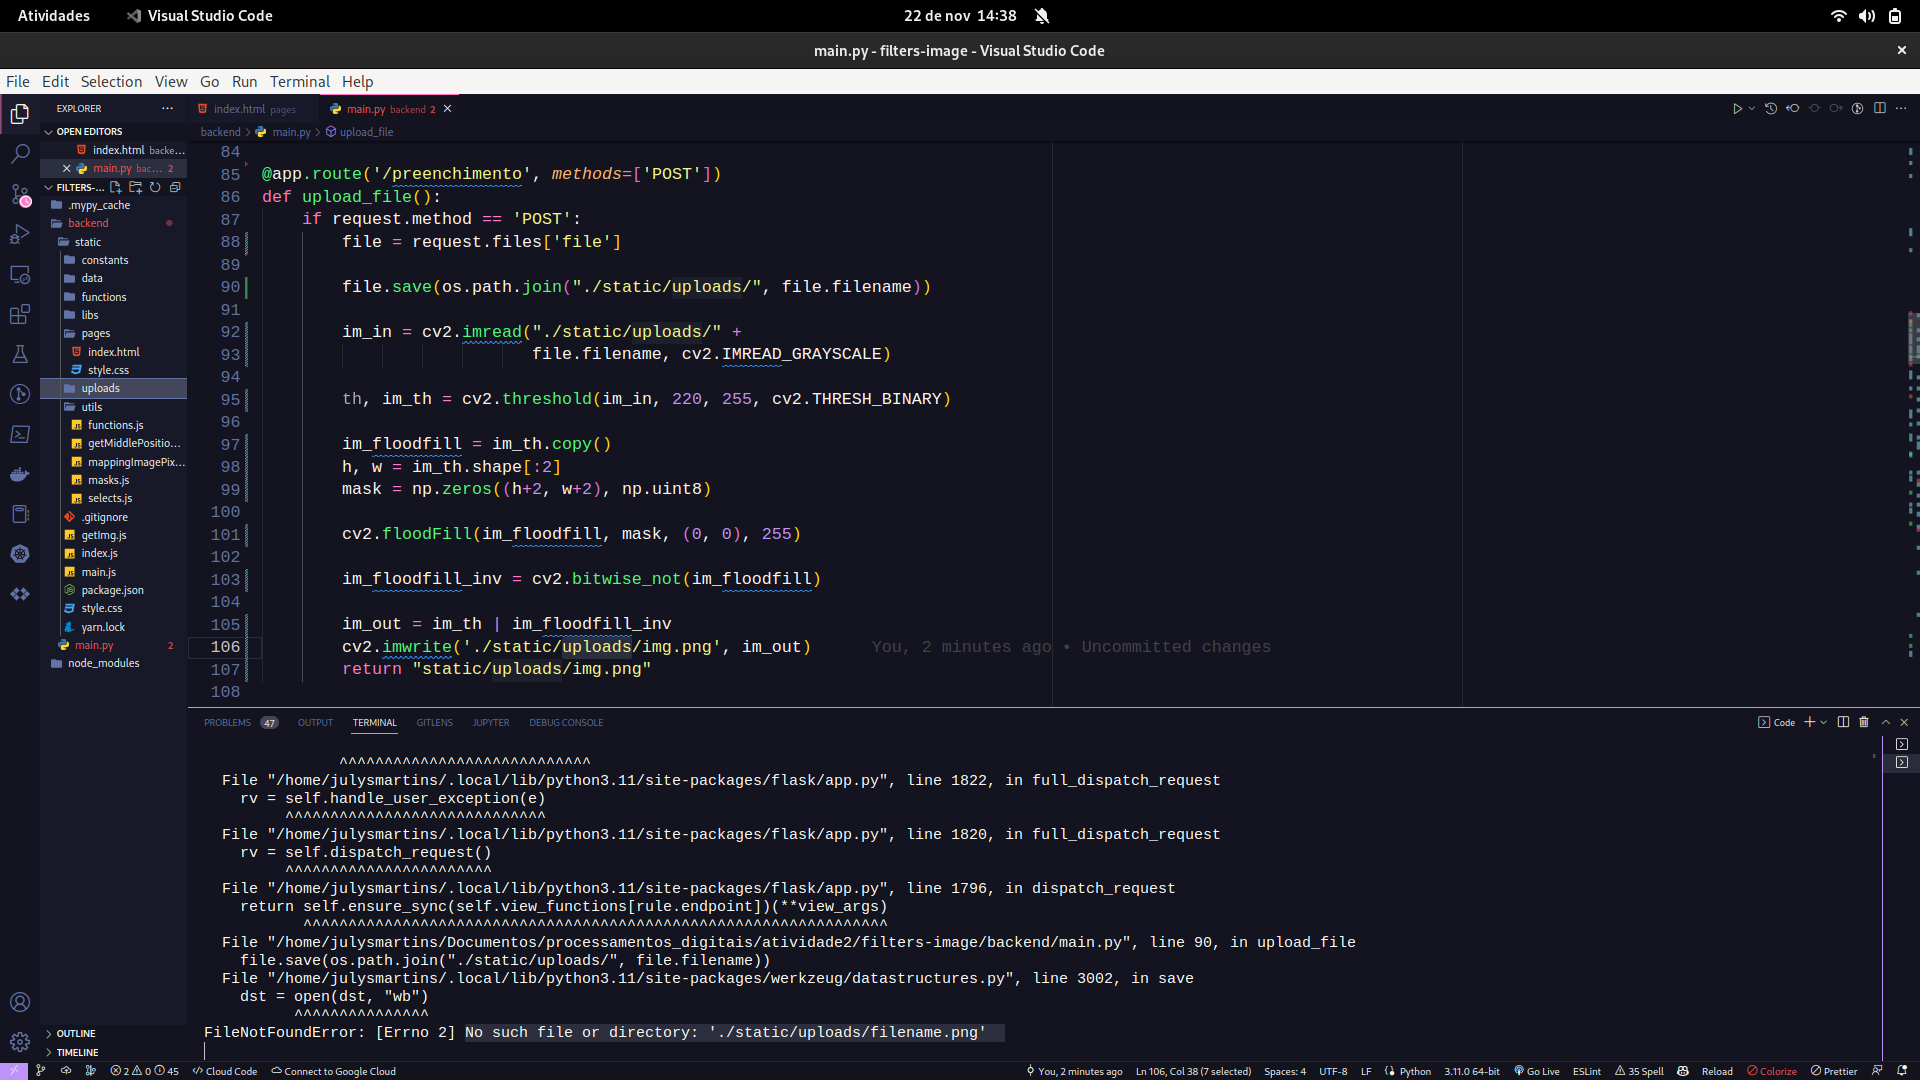 Atividades
Visual Studio Code
22 de nov 14:38
main.py - filters-image - Visual Studio Code
File Edit Selection View Go Run Terminal Help
EXPLORER
OPEN EDITORS
index.html backe...
main.py bac... 2
FILTERS-...
.mypy_cache
backend
static
constants
data
functions
libs
pages
index.html
style.css
uploads
utils
functions.js
getMiddlePositio...
mappingImagePix...
masks.js
selects.js
.gitignore
getImg.js
index.js
main.js
package.json
style.css
yarn.lock
main.py 2
node_modules
OUTLINE
TIMELINE
index.html pages
main.py backend 2
backend > main.py > upload_file
84
85 @app.route('/preenchimento', methods=['POST'])
86 def upload_file():
87 if request.method == 'POST':
88 file = request.files['file']
89
90 file.save(os.path.join("./static/uploads/", file.filename))
91
92 im_in = cv2.imread("./static/uploads/" +
93 file.filename, cv2.IMREAD_GRAYSCALE)
94
95 th, im_th = cv2.threshold(im_in, 220, 255, cv2.THRESH_BINARY)
96
97 im_floodfill = im_th.copy()
98 h, w = im_th.shape[:2]
99 mask = np.zeros((h+2, w+2), np.uint8)
100
101 cv2.floodFill(im_floodfill, mask, (0, 0), 255)
102
103 im_floodfill_inv = cv2.bitwise_not(im_floodfill)
104
105 im_out = im_th | im_floodfill_inv
106 cv2.imwrite('./static/uploads/img.png', im_out) You, 2 minutes ago • Uncommitted changes
107 return "static/uploads/img.png"
108
PROBLEMS 47 OUTPUT TERMINAL GITLENS JUPYTER DEBUG CONSOLE
Code
^^^^^^^^^^^^^^^^^^^^^^^^^^^^
File "/home/julysmartins/.local/lib/python3.11/site-packages/flask/app.py", line 1822, in full_dispatch_request
rv = self.handle_user_exception(e)
^^^^^^^^^^^^^^^^^^^^^^^^^^^^^
File "/home/julysmartins/.local/lib/python3.11/site-packages/flask/app.py", line 1820, in full_dispatch_request
rv = self.dispatch_request()
^^^^^^^^^^^^^^^^^^^^^^^
File "/home/julysmartins/.local/lib/python3.11/site-packages/flask/app.py", line 1796, in dispatch_request
return self.ensure_sync(self.view_functions[rule.endpoint])(**view_args)
^^^^^^^^^^^^^^^^^^^^^^^^^^^^^^^^^^^^^^^^^^^^^^^^^^^^^^^^^^^^^^^^^
File "/home/julysmartins/Documentos/processamentos_digitais/atividade2/filters-image/backend/main.py", line 90, in upload_file
file.save(os.path.join("./static/uploads/", file.filename))
File "/home/julysmartins/.local/lib/python3.11/site-packages/werkzeug/datastructures.py", line 3002, in save
dst = open(dst, "wb")
^^^^^^^^^^^^^^^
FileNotFoundError: [Errno 2] No such file or directory: './static/uploads/filename.png'
2 0 45 Cloud Code Connect to Google Cloud
You, 2 minutes ago Ln 106, Col 38 (7 selected) Spaces: 4 UTF-8 LF Python 3.11.0 64-bit Go Live ESLint 35 Spell Reload Colorize Prettier